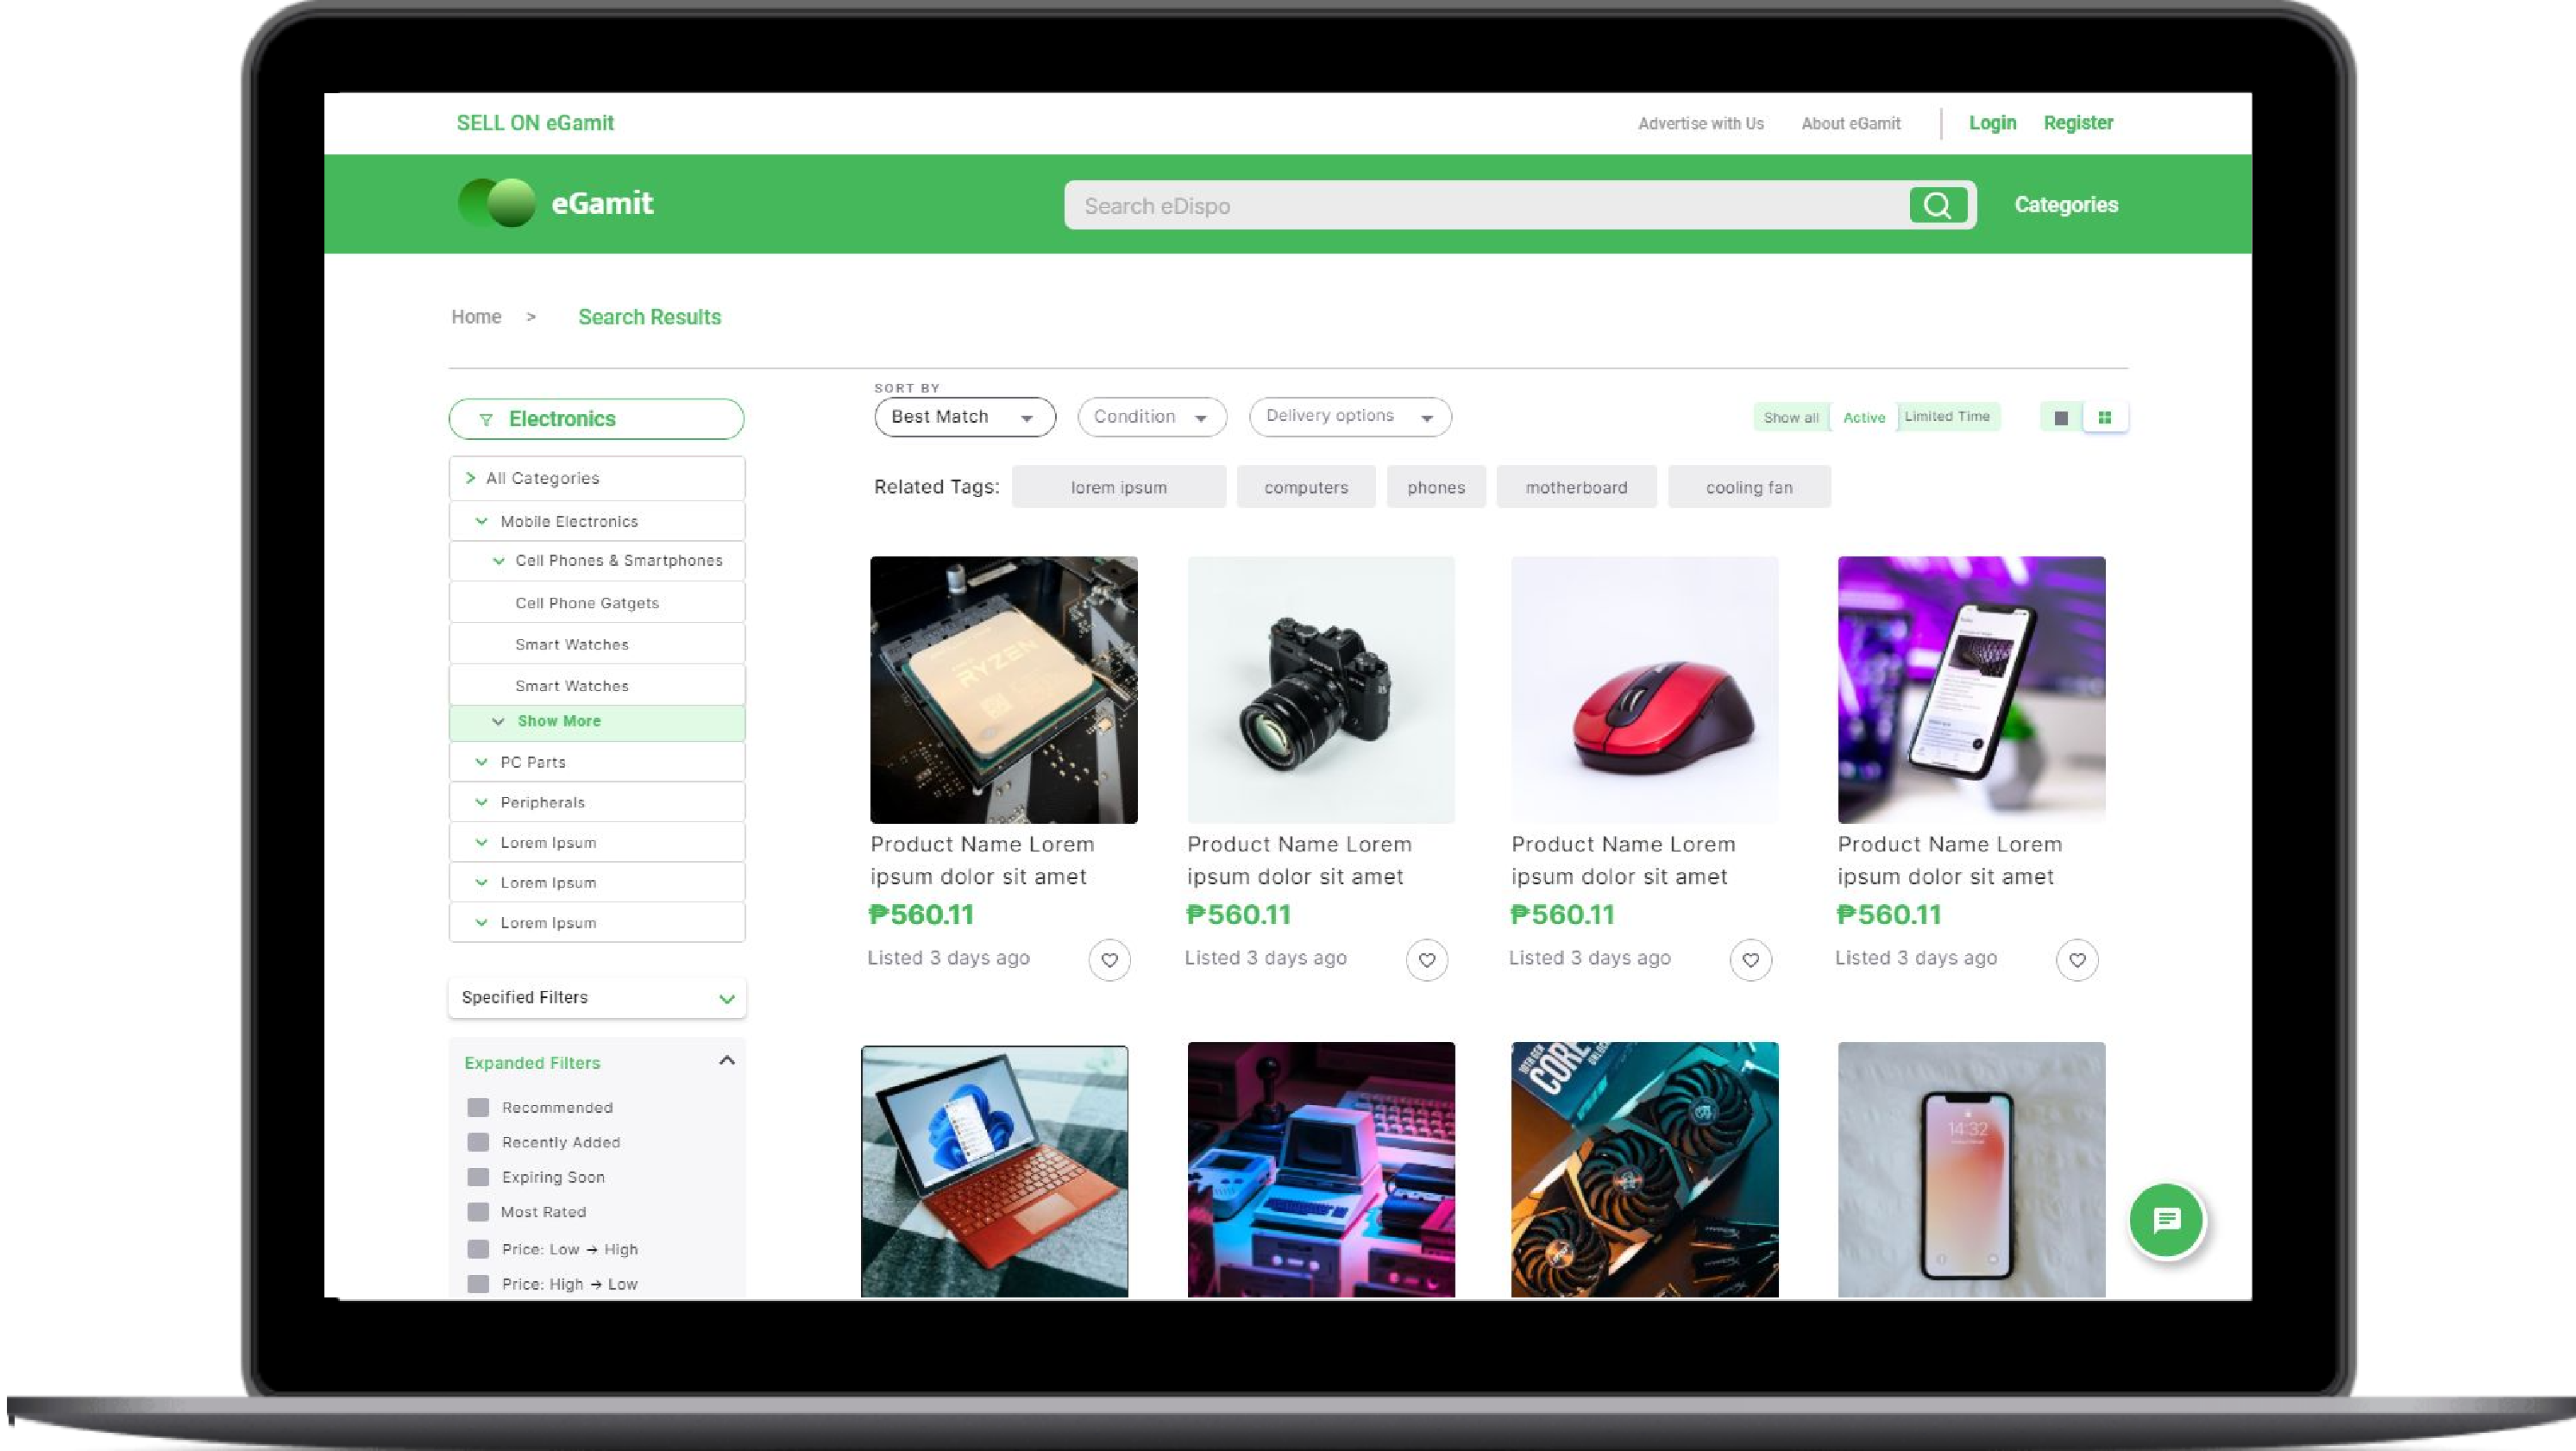 SELL ON eGamit
Advertise with Us
About eGamit
Login
Register
eGamit
Search eDispo
Categories
Home >
Search Results
SORT BY
Electronics
Best Match
Condition
Delivery options
Show all
Active
Limited Time
All Categories
Related Tags:
lorem ipsum
computers
phones
motherboard
cooling fan
Mobile Electronics
Cell Phones & Smartphones
Cell Phone Gatgets
Smart Watches
Smart Watches
Show More
PC Parts
Peripherals
Lorem Ipsum
Lorem Ipsum
Lorem Ipsum
Specified Filters
Expanded Filters
Recommended
Recently Added
Expiring Soon
Most Rated
Price: Low → High
Price: High → Low
RYZEN
Product Name Lorem
ipsum dolor sit amet
₱560.11
Listed 3 days ago
Product Name Lorem
ipsum dolor sit amet
₱560.11
Listed 3 days ago
Product Name Lorem
ipsum dolor sit amet
₱560.11
Listed 3 days ago
Product Name Lorem
ipsum dolor sit amet
₱560.11
Listed 3 days ago
10TH GEN
CORE
14:32